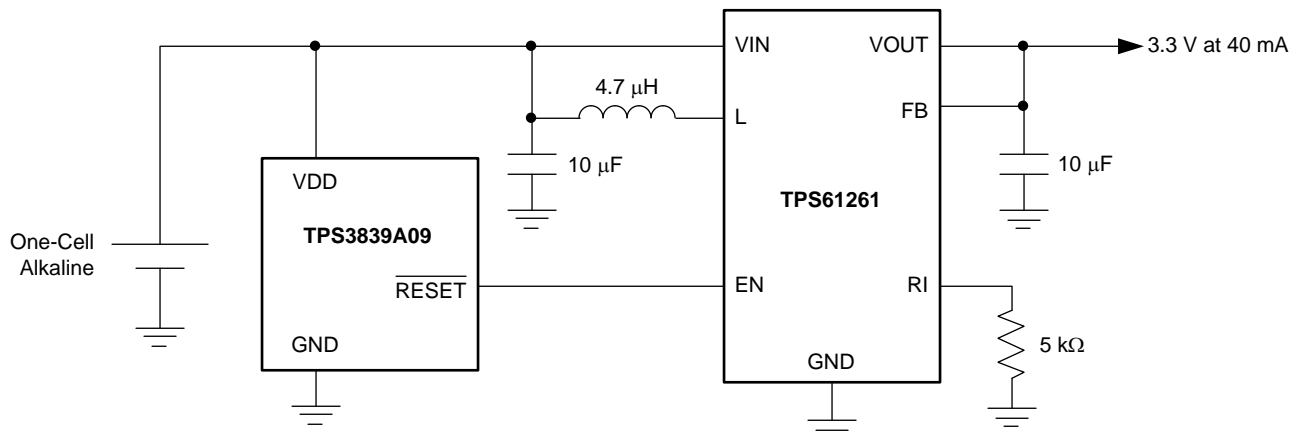 VIN
VOUT
3.3 V at 40 mA
4.7 μH
L
FB
10 μF
10 μF
VDD
TPS61261
TPS3839A09
One-Cell
Alkaline
RESET
EN
RI
GND
5 kΩ
GND